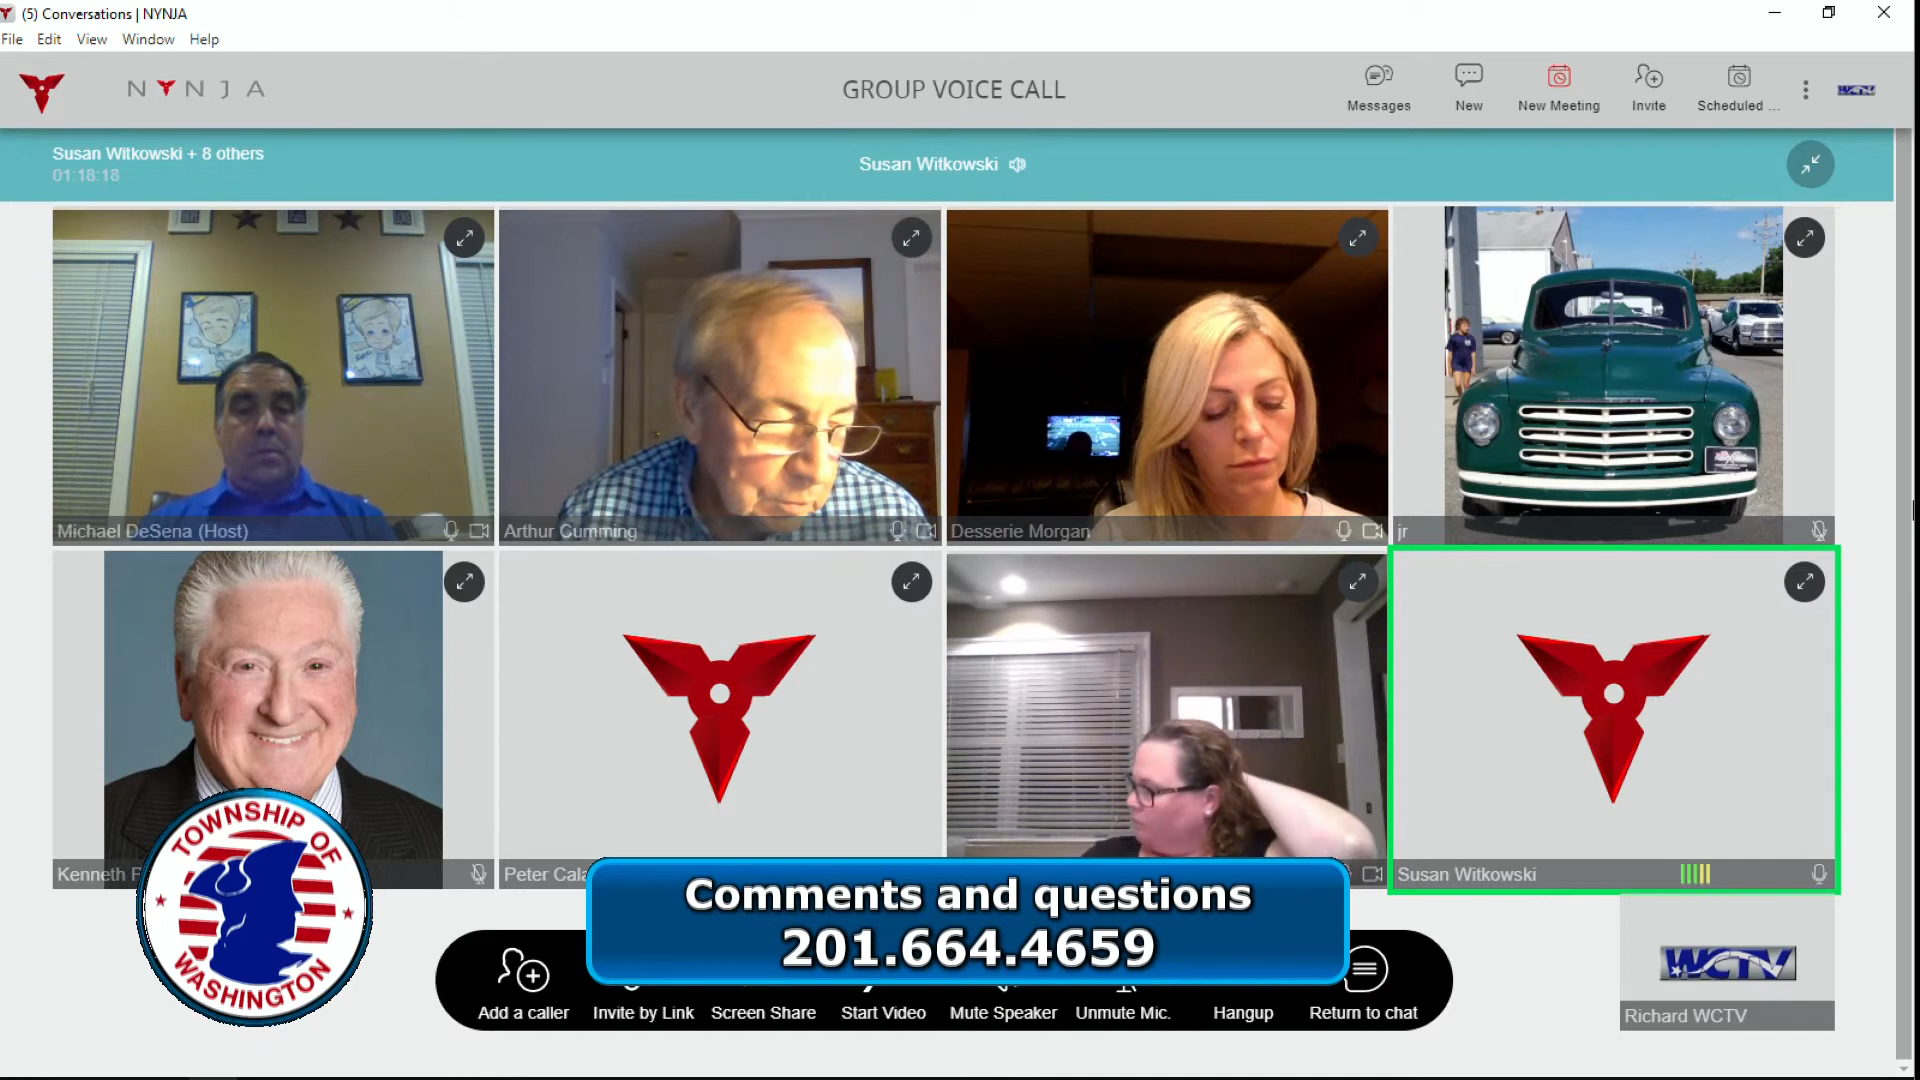 (5) Conversations | NYNJA
File Edit View Window Help
NYNJA
GROUP VOICE CALL
Messages
New
New Meeting
Invite
Scheduled ...
WCTV
Susan Witkowski + 8 others
01:18:18
Susan Witkowski
Michael DeSena (Host)
Arthur Cumming
Desserie Morgan
jr
Kenneth
Peter
Susan Witkowski
TOWNSHIP OF
WASHINGTON
Comments and questions
201.664.4659
WCTV
Richard WCTV
Add a caller
Invite by Link
Screen Share
Start Video
Mute Speaker
Unmute Mic.
Hangup
Return to chat